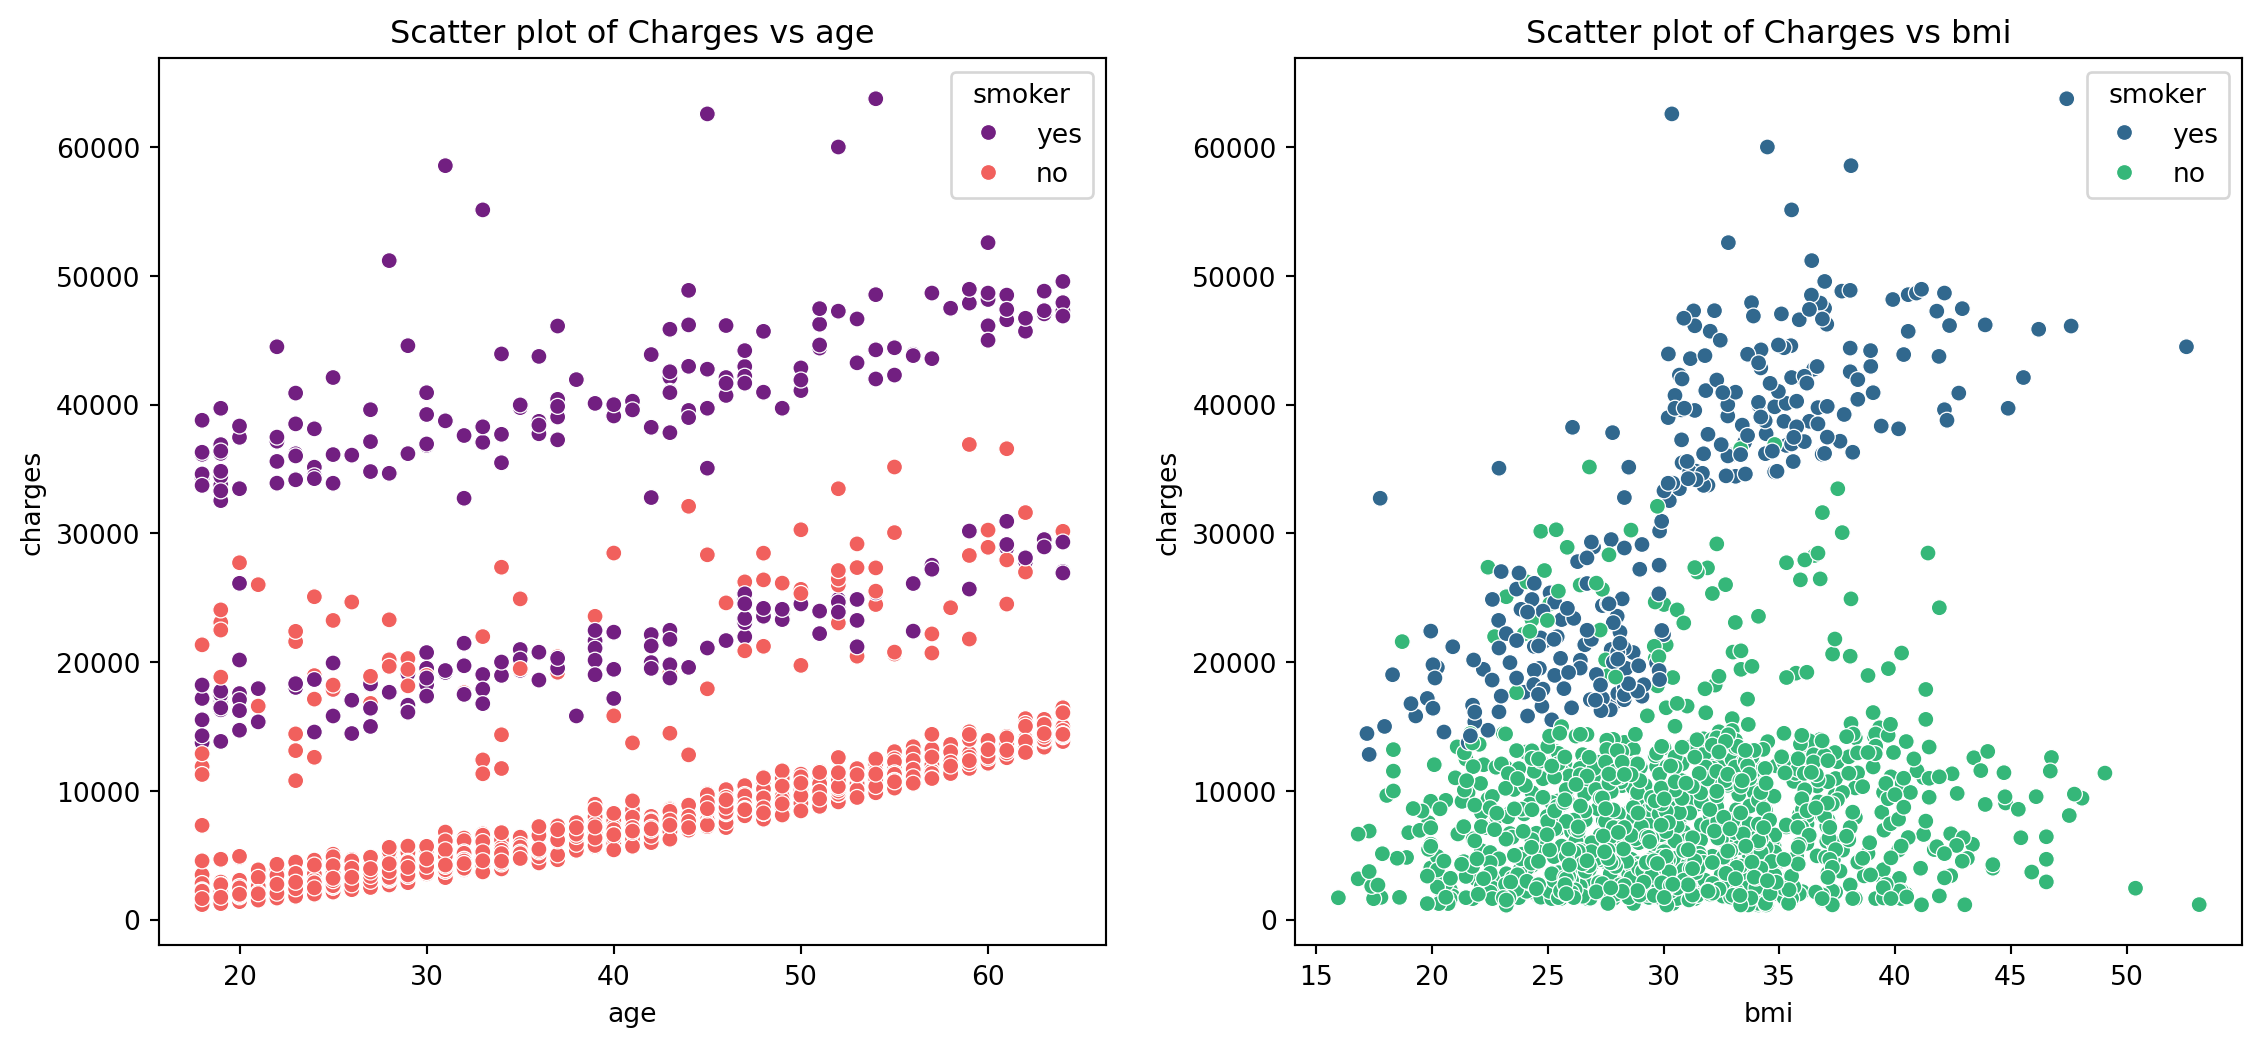 Scatter plot of Charges vs age
smoker
yes
no
60000
50000
40000
30000
20000
10000
0
charges
20 30 40 50 60
age
Scatter plot of Charges vs bmi
smoker
yes
no
60000
50000
40000
30000
20000
10000
0
charges
15 20 25 30 35 40 45 50
bmi